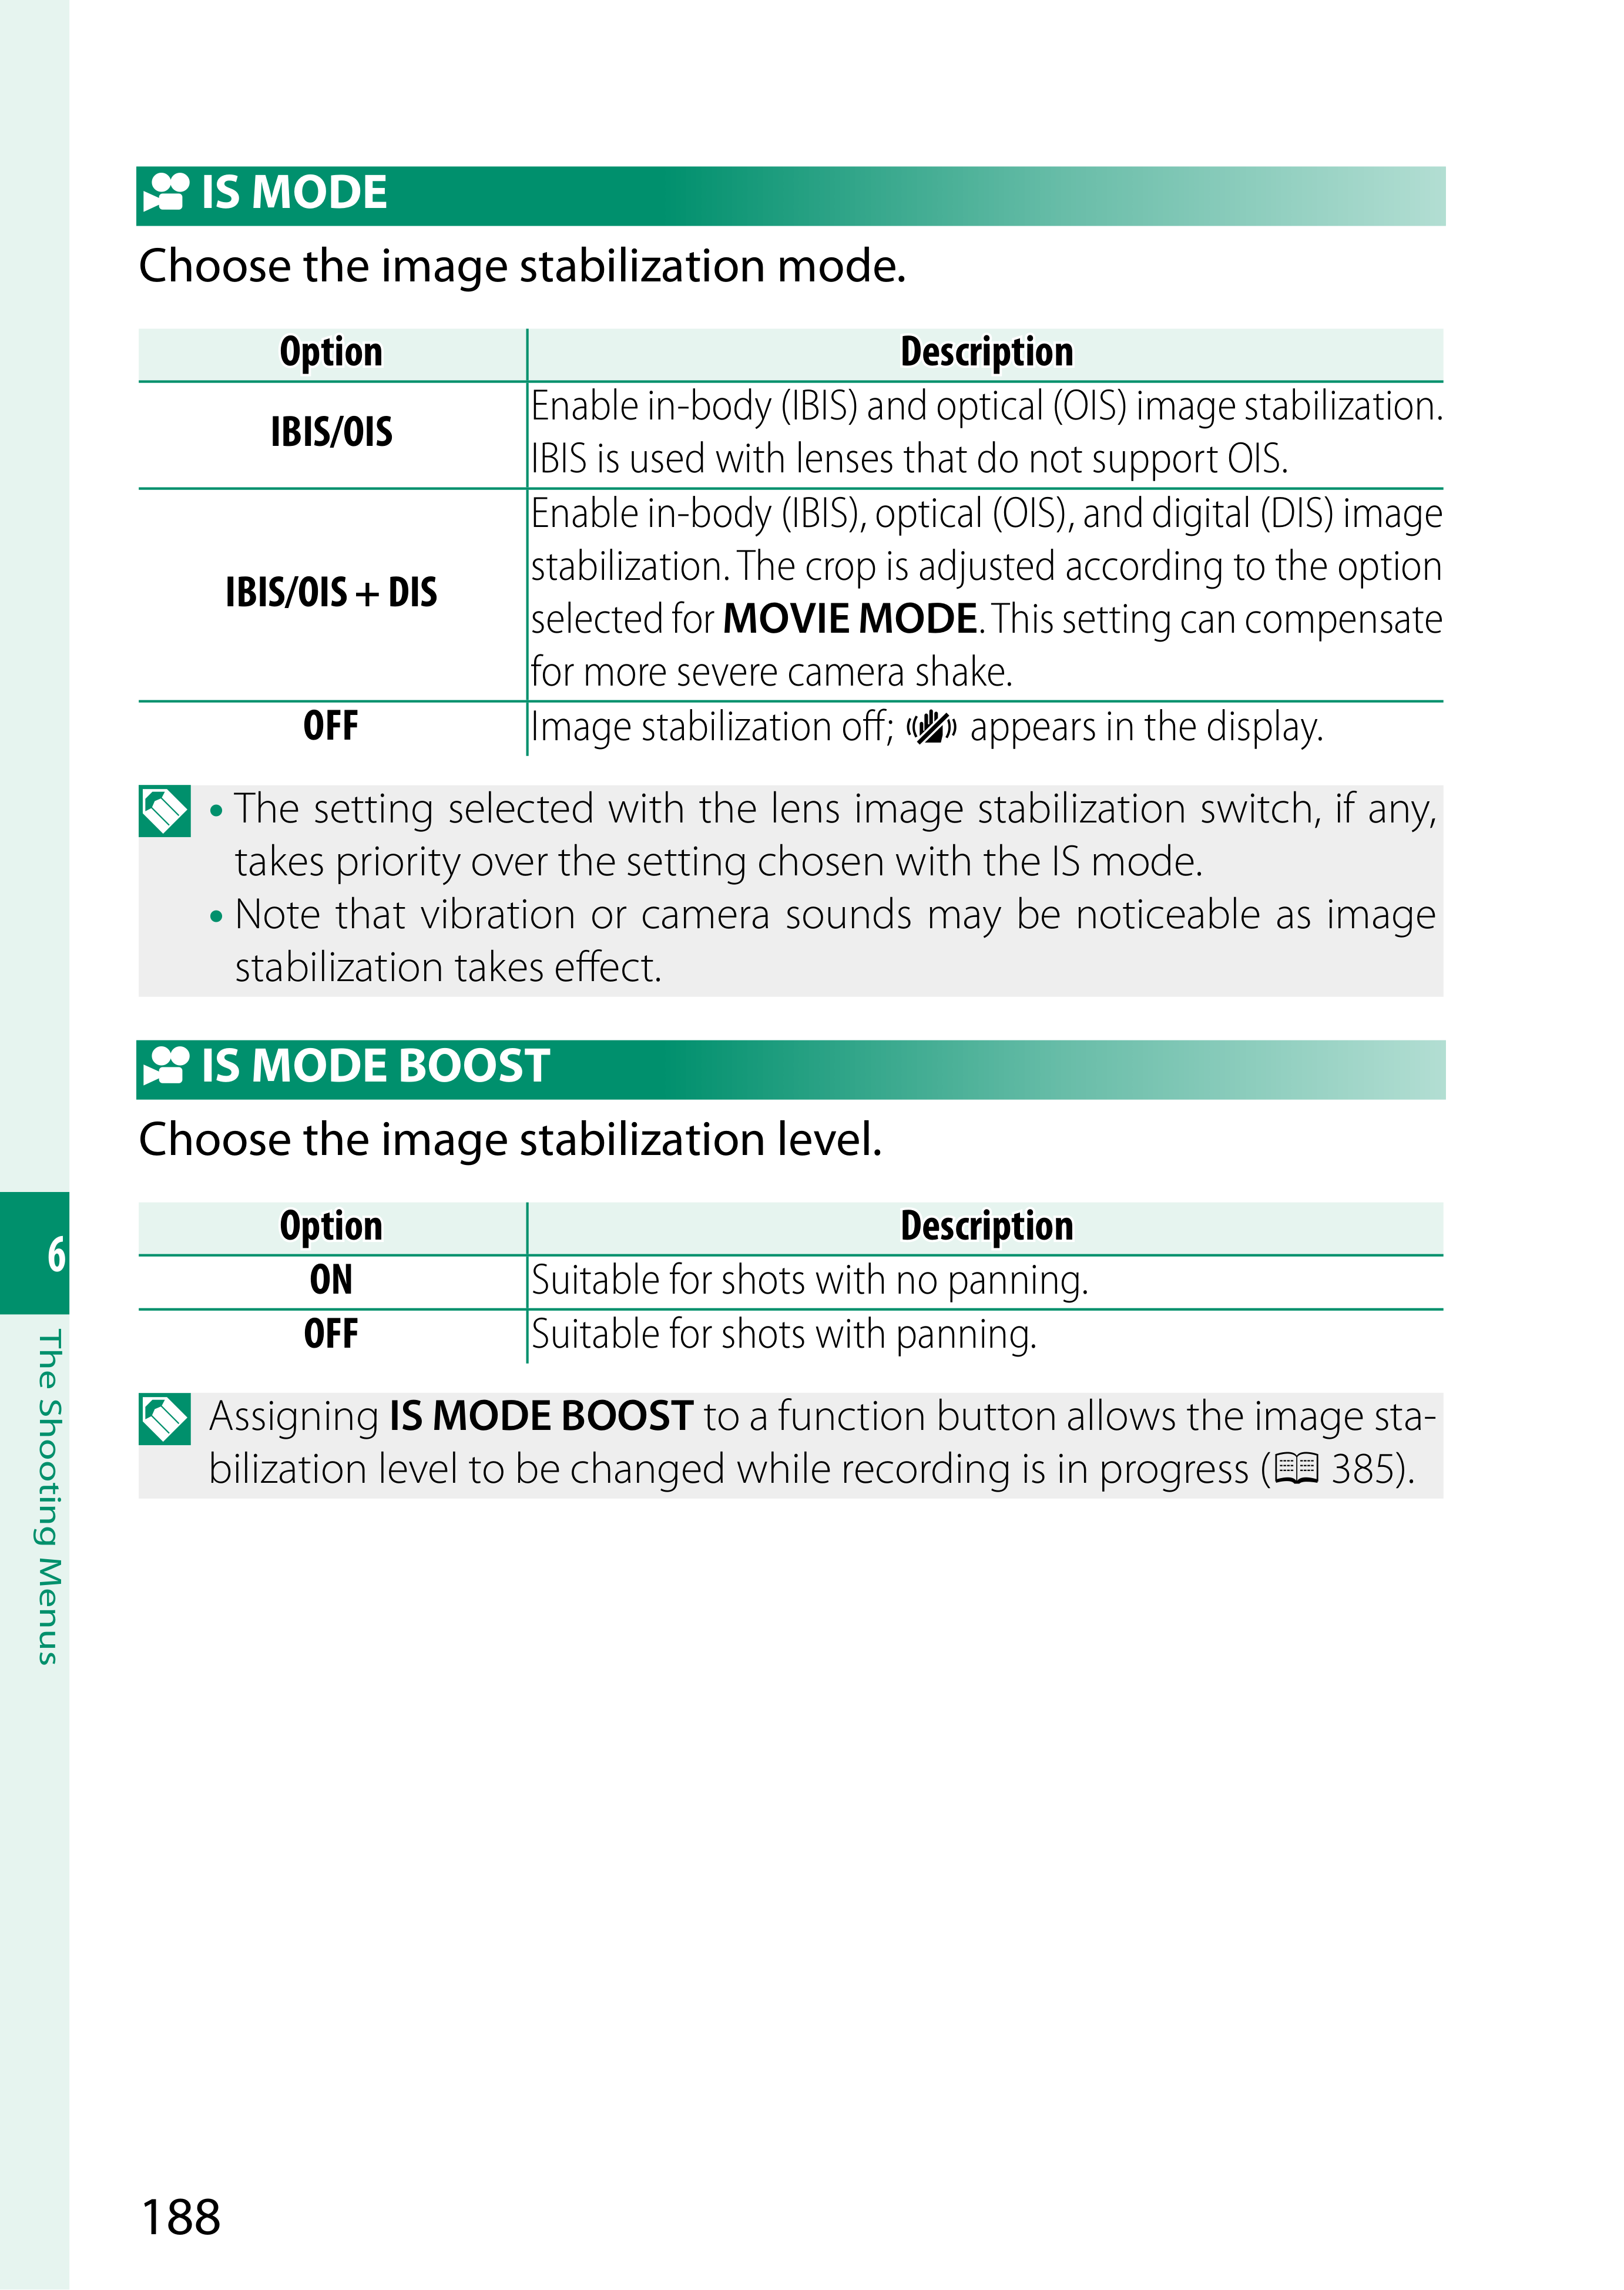 IS MODE
Choose the image stabilization mode.
Option Description
IBIS/OIS
Enable in-body (IBIS) and optical (OIS) image stabilization.
IBIS is used with lenses that do not support OIS.
IBIS/OIS + DIS
Enable in-body (IBIS), optical (OIS), and digital (DIS) image
stabilization. The crop is adjusted according to the option
selected for MOVIE MODE. This setting can compensate
for more severe camera shake.
OFF Image stabilization off; appears in the display.
• The setting selected with the lens image stabilization switch, if any,
takes priority over the setting chosen with the IS mode.
• Note that vibration or camera sounds may be noticeable as image
stabilization takes effect.
IS MODE BOOST
Choose the image stabilization level.
Option Description
ON Suitable for shots with no panning.
OFF Suitable for shots with panning.
Assigning IS MODE BOOST to a function button allows the image sta-
bilization level to be changed while recording is in progress (385).
6
The Shooting Menus
188